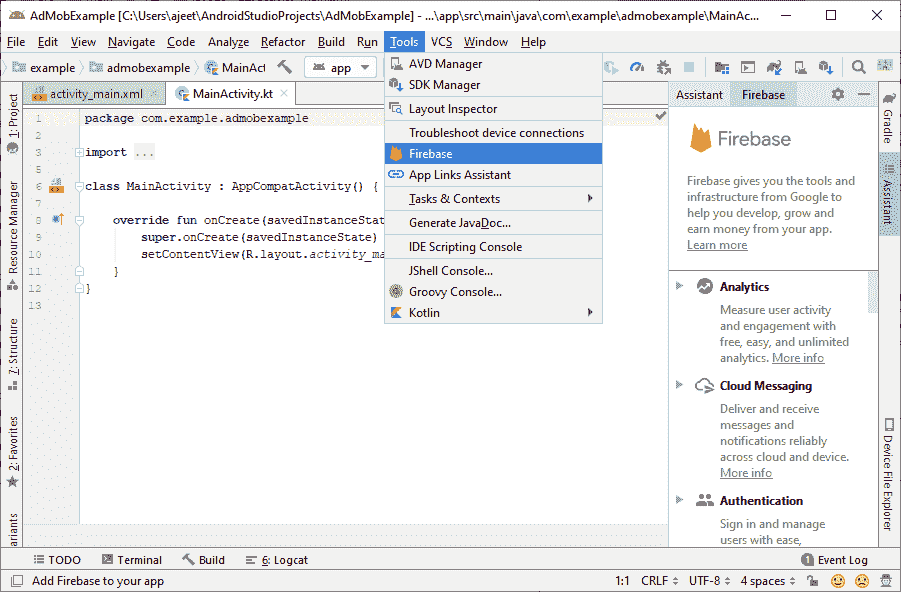 AdMobExample [C:\Users\ajeet\AndroidStudioProjects\AdMobExample] - ...\app\src\main\java\com\example\admobexample\MainAc...
File Edit View Navigate Code Analyze Refactor Build Run Tools VCS Window Help
example admobexample MainAct app
activity_main.xml MainActivity.kt
1 package com.example.admobexample
2
3 import ...
5
6 class MainActivity : AppCompatActivity() {
7
8 override fun onCreate(savedInstanceStat
9 super.onCreate(savedInstanceState)
10 setContentView(R.layout.activity_ma
11 }
12 }
13
AVD Manager
SDK Manager
Layout Inspector
Troubleshoot device connections
Firebase
App Links Assistant
Tasks & Contexts
Generate JavaDoc...
IDE Scripting Console
JShell Console...
Groovy Console...
Kotlin
Assistant Firebase
Firebase
Firebase gives you the tools and
infrastructure from Google to
help you develop, grow and
earn money from your app.
Learn more
Analytics
Measure user activity
and engagement with
free, easy, and unlimited
analytics. More info
Cloud Messaging
Deliver and receive
messages and
notifications reliably
across cloud and device.
More info
Authentication
Sign in and manage
users with ease,
1: Project
Resource Manager
7: Structure
2: Favorites
ariants
Gradle
Assistant
Device File Explorer
TODO Terminal Build 6: Logcat 1 Event Log
Add Firebase to your app 1:1 CRLF UTF-8 4 spaces